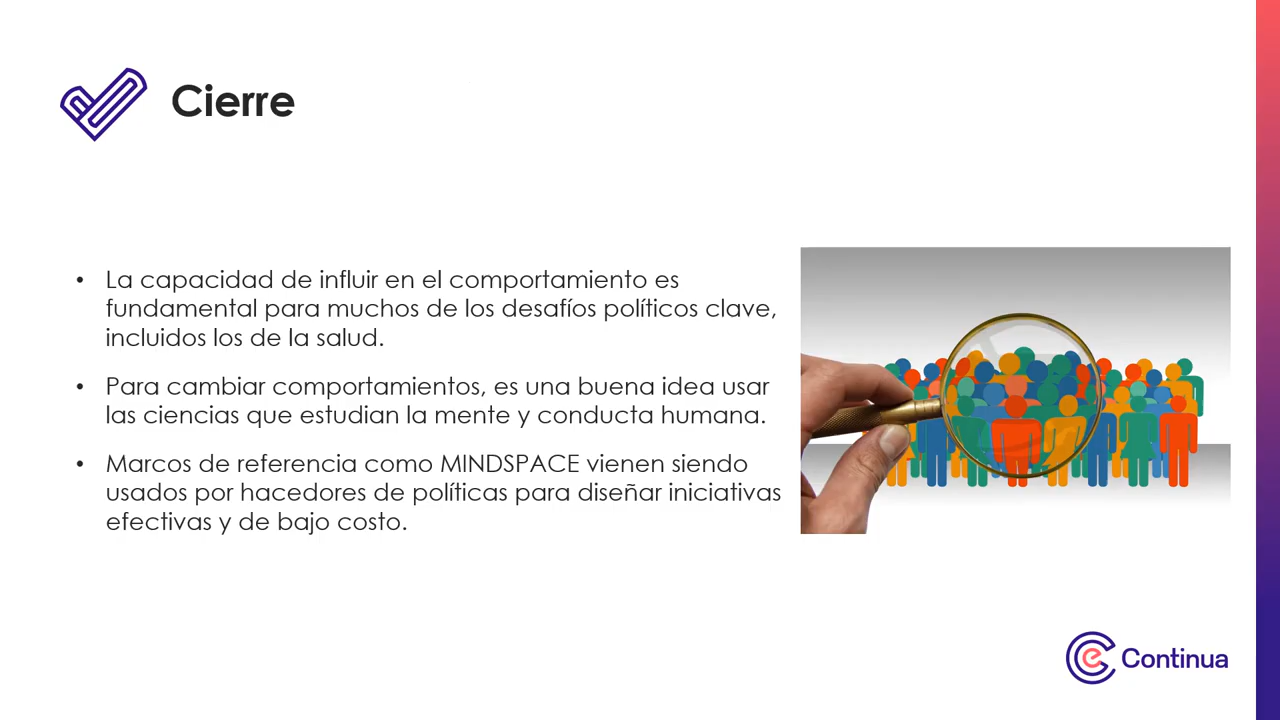 Cierre
• La capacidad de influir en el comportamiento es
fundamental para muchos de los desafíos políticos clave,
incluidos los de la salud.
• Para cambiar comportamientos, es una buena idea usar
las ciencias que estudian la mente y conducta humana.
• Marcos de referencia como MINDSPACE vienen siendo
usados por hacedores de políticas para diseñar iniciativas
efectivas y de bajo costo.
e Continua